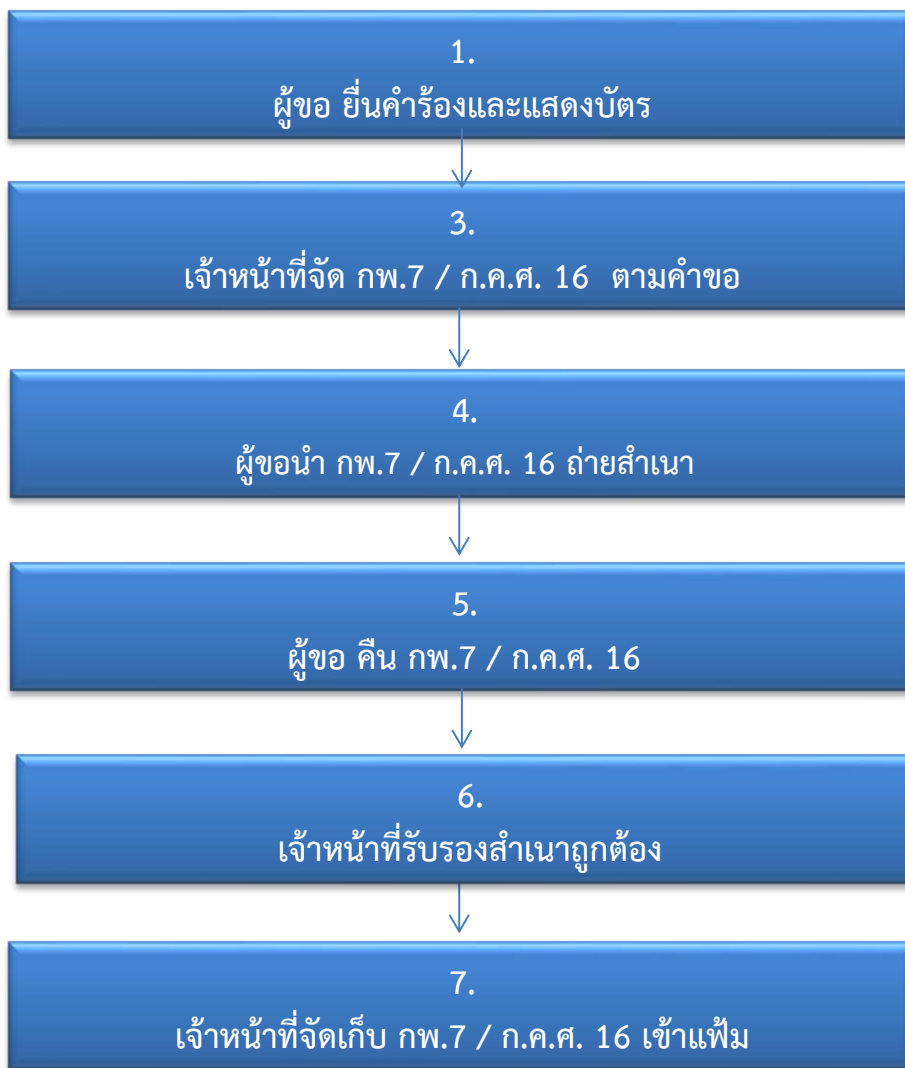 1.
ผู้ขอ ยื่นคำร้องและแสดงบัตร
3.
เจ้าหน้าที่จัด กพ.7 / ก.ค.ศ. 16 ตามคำขอ
4.
ผู้ขอนำ กพ.7 / ก.ค.ศ. 16 ถ่ายสำเนา
5.
ผู้ขอ คืน กพ.7 / ก.ค.ศ. 16
6.
เจ้าหน้าที่รับรองสำเนาถูกต้อง
7.
เจ้าหน้าที่จัดเก็บ กพ.7 / ก.ค.ศ. 16 เข้าแฟ้ม